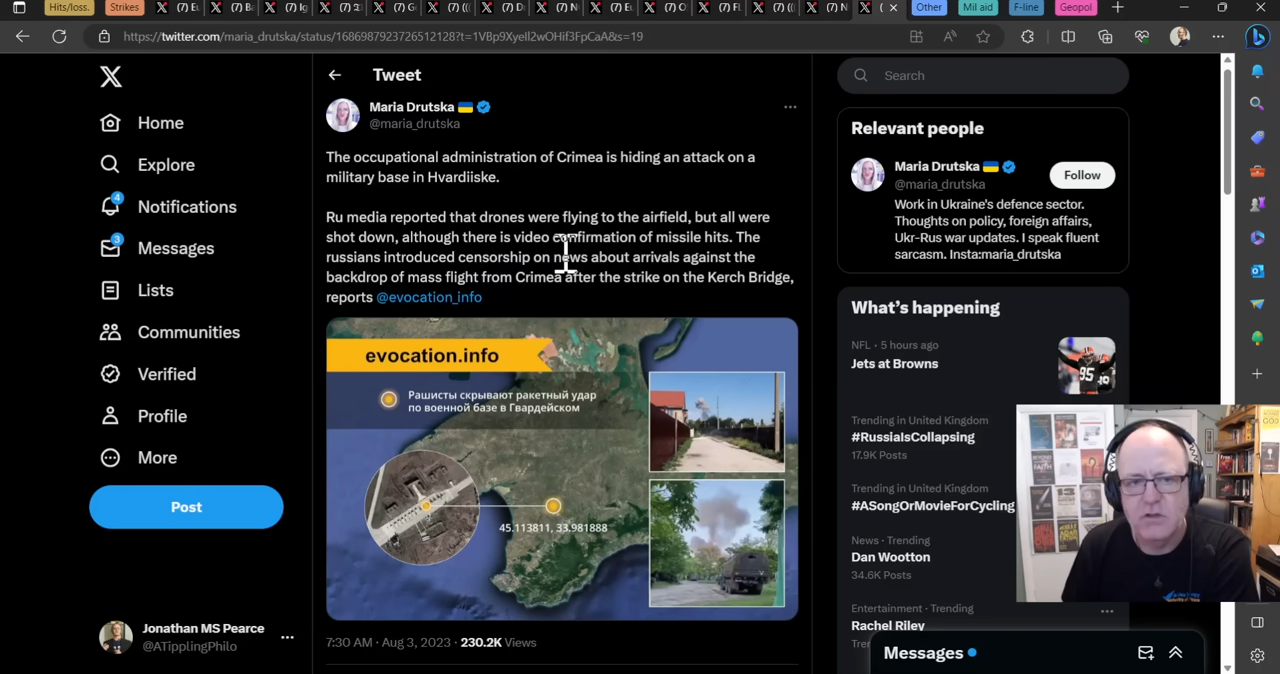 Hits/loss.
Strikes
Other
Mil aid
F-line
Geopol
https://twitter.com/maria_drutska/status/1686987923726512128?t=1VBp9Xyell2wOHif3FpCaA&s=19
Tweet
Search
Home
Explore
4
Notifications
3
Messages
Lists
Communities
Verified
Profile
More
Post
Jonathan MS Pearce
@ATipplingPhilo
Maria Drutska
@maria_drutska
The occupational administration of Crimea is hiding an attack on a
military base in Hvardiiske.
Ru media reported that drones were flying to the airfield, but all were
shot down, although there is video confirmation of missile hits. The
russians introduced censorship on news about arrivals against the
backdrop of mass flight from Crimea after the strike on the Kerch Bridge,
reports @evocation_info
evocation.info
Рашисты скрывают ракетный удар
по военной базе в Гвардейском
45.113811, 33.981888
7:30 AM · Aug 3, 2023 · 230.2K Views
Relevant people
Maria Drutska
@maria_drutska
Follow
Work in Ukraine's defence sector.
Thoughts on policy, foreign affairs,
Ukr-Rus war updates. I speak fluent
sarcasm. Insta:maria_drutska
What's happening
NFL · 5 hours ago
Jets at Browns
Trending in United Kingdom
#RussiaIsCollapsing
17.9K Posts
Trending in United Kingdom
#ASongOrMovieForCycling
News · Trending
Dan Wootton
34.6K Posts
Entertainment · Trending
Rachel Riley
Messages